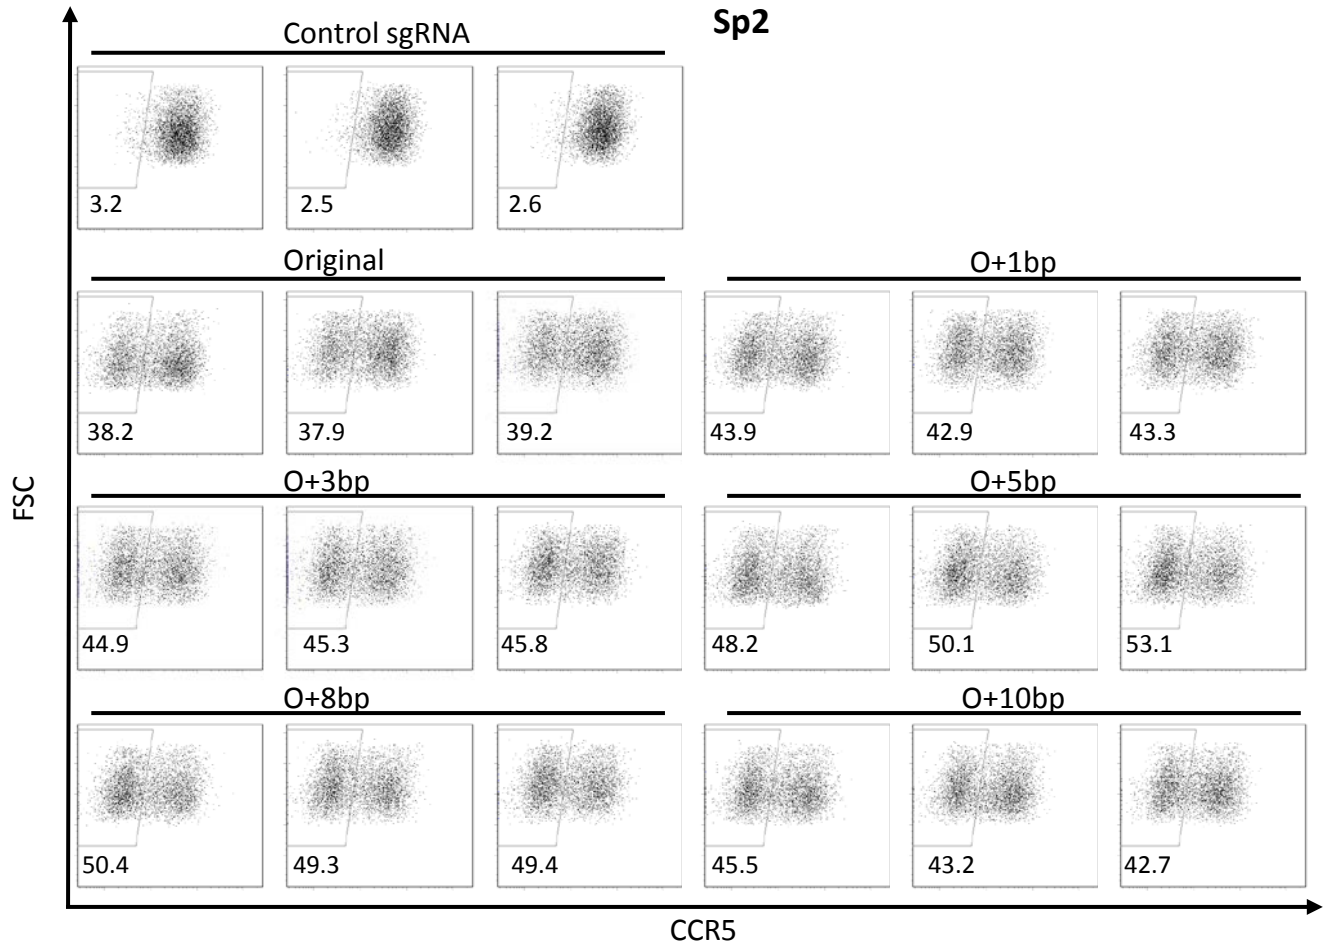 Sp2
Control sgRNA
3.2 2.5 2.6
Original O+1bp
38.2 37.9 39.2 43.9 42.9 43.3
O+3bp O+5bp
44.9 45.3 45.8 48.2 50.1 53.1
O+8bp O+10bp
50.4 49.3 49.4 45.5 43.2 42.7
FSC
CCR5